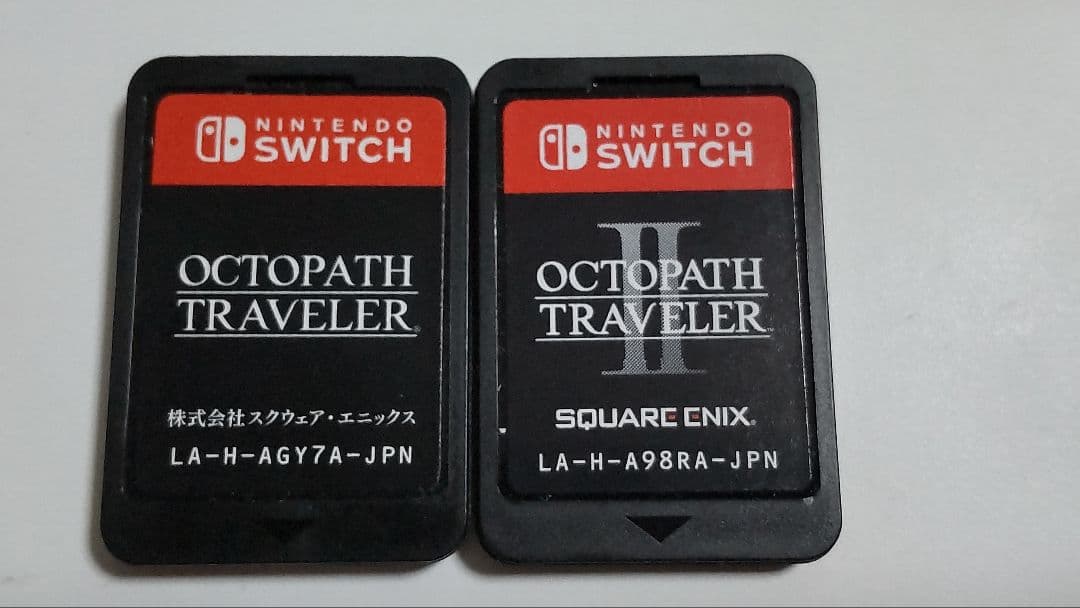 NINTENDO
SWITCH
OCTOPATH
TRAVELER®
株式会社スクウェア・エニックス
LA-H-AGY7A-JPN
NINTENDO
SWITCH
II
OCTOPATH
TRAVELER™
SQUARE ENIX®
LA-H-A98RA-JPN